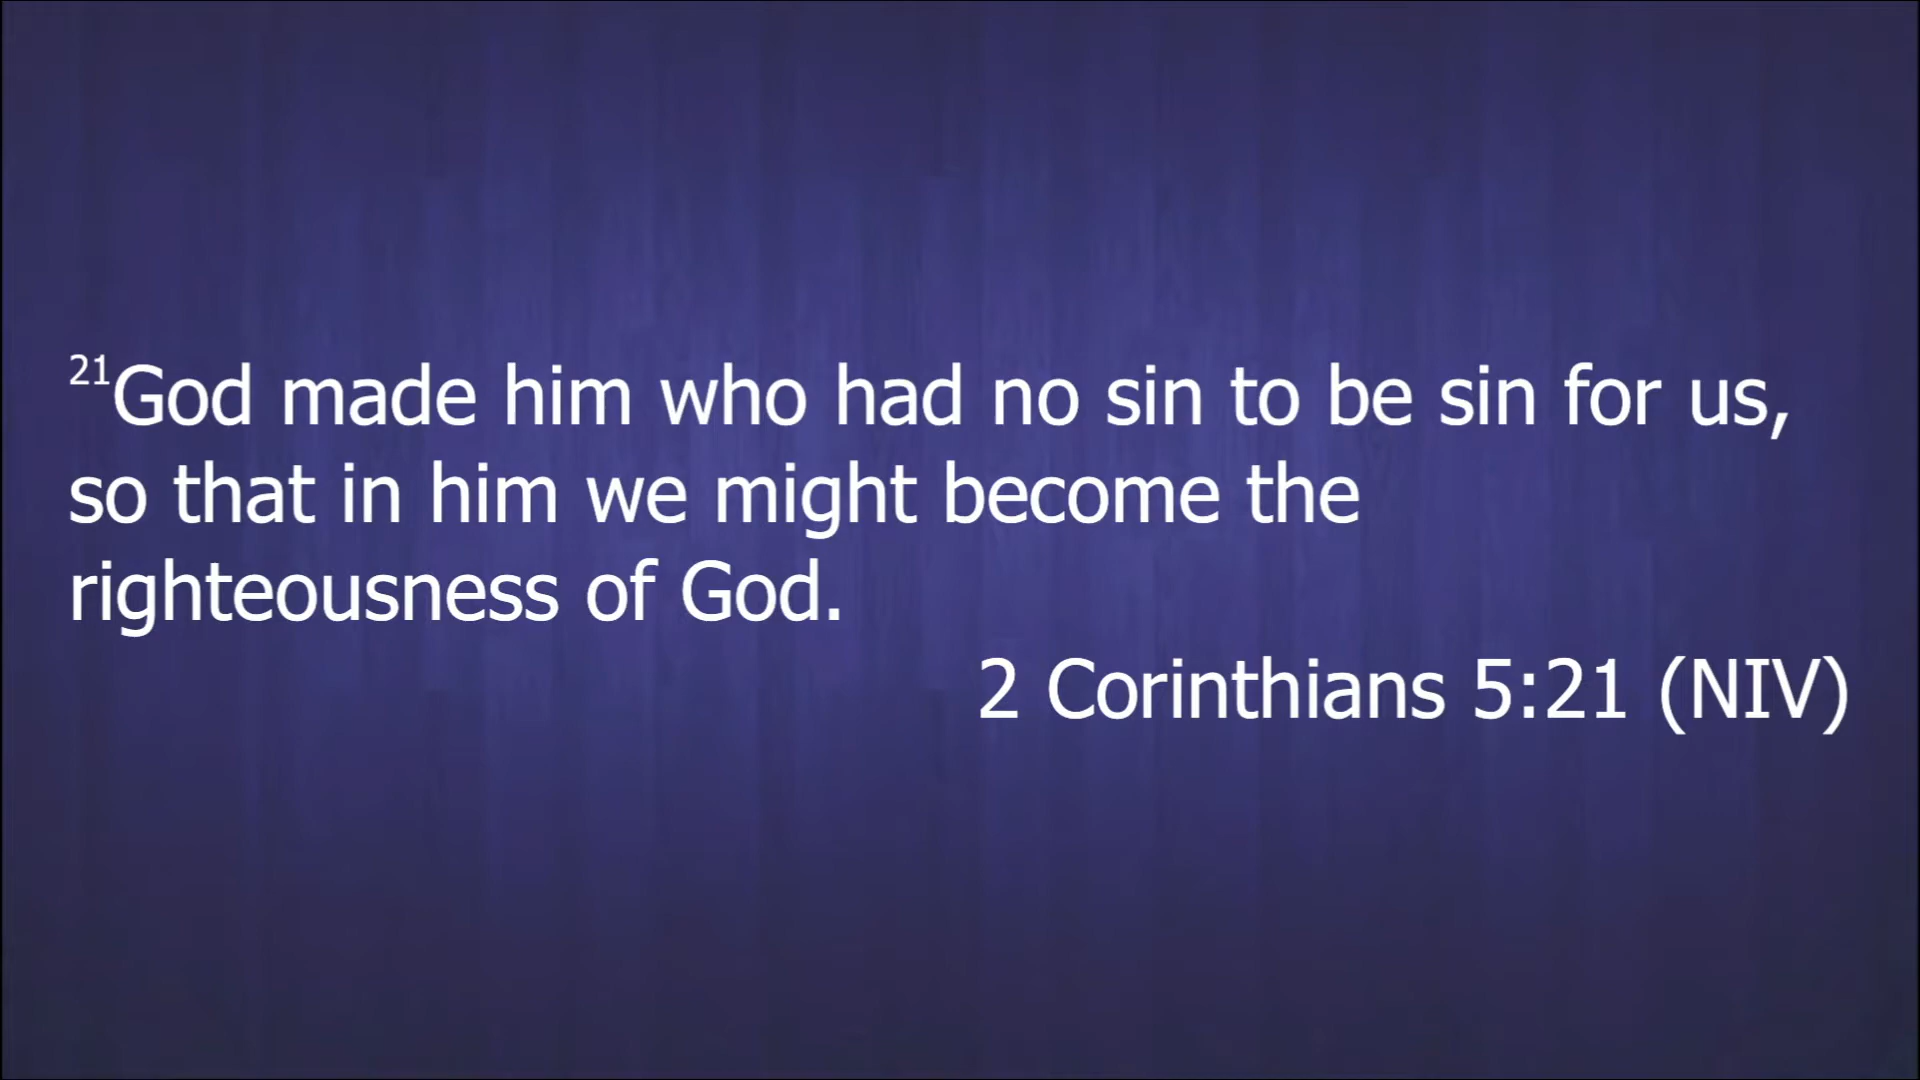 21God made him who had no sin to be sin for us,
so that in him we might become the
righteousness of God.
2 Corinthians 5:21 (NIV)